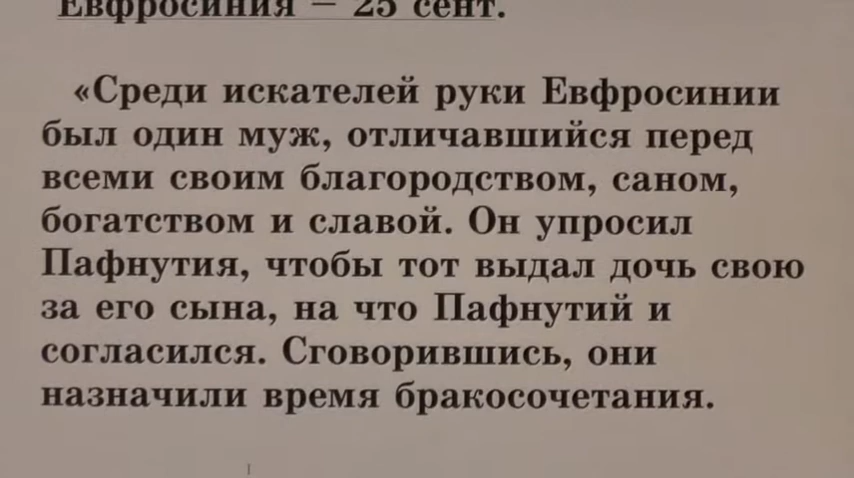 Евфросиния — 25 сент.
«Среди искателей руки Евфросинии
был один муж, отличавшийся перед
всеми своим благородством, саном,
богатством и славой. Он упросил
Пафнутия, чтобы тот выдал дочь свою
за его сына, на что Пафнутий и
согласился. Сговорившись, они
назначили время бракосочетания.